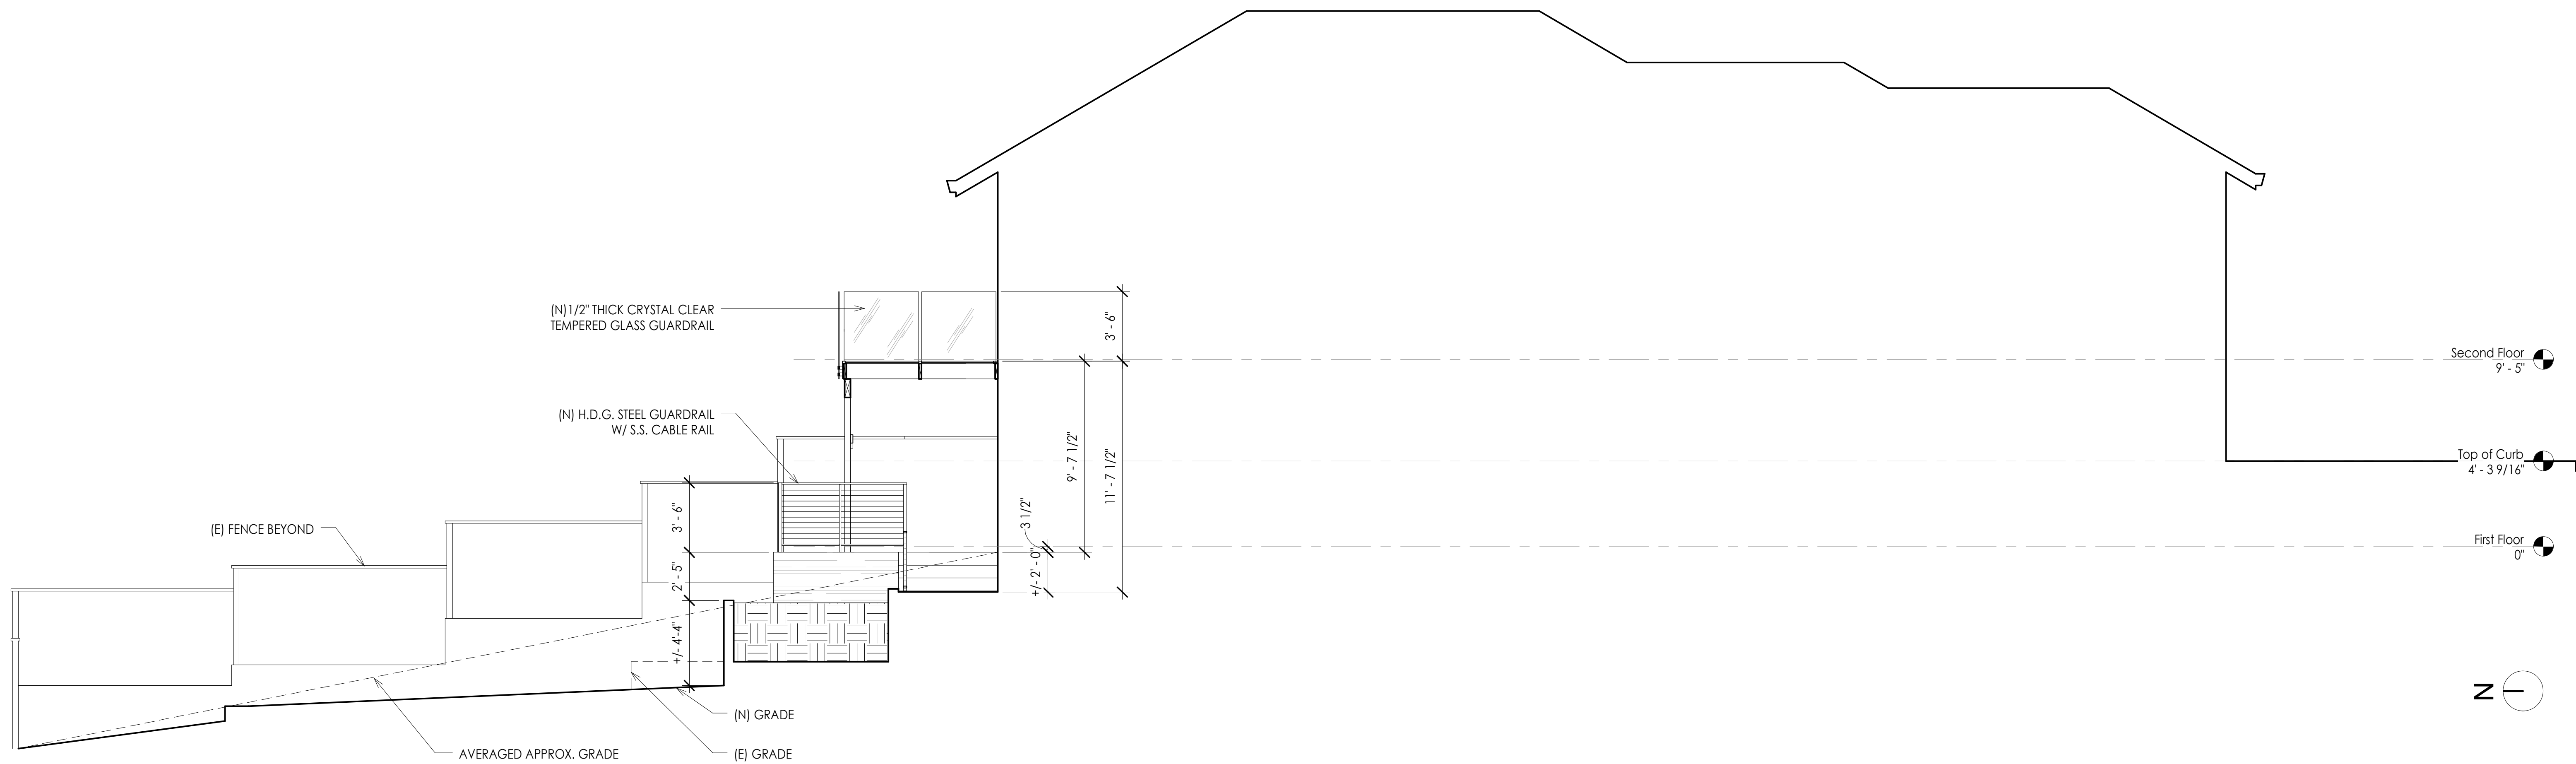 (N)1/2" THICK CRYSTAL CLEAR
TEMPERED GLASS GUARDRAIL
3' - 6"
Second Floor
9' - 5"
(N) H.D.G. STEEL GUARDRAIL
W/ S.S. CABLE RAIL
9' - 7 1/2"
11' - 7 1/2"
Top of Curb
4' - 3 9/16"
(E) FENCE BEYOND
3' - 6"
3 1/2"
First Floor
0"
2' - 5"
+/- 2' - 0"
+/- 4'-4"
N
(N) GRADE
AVERAGED APPROX. GRADE
(E) GRADE